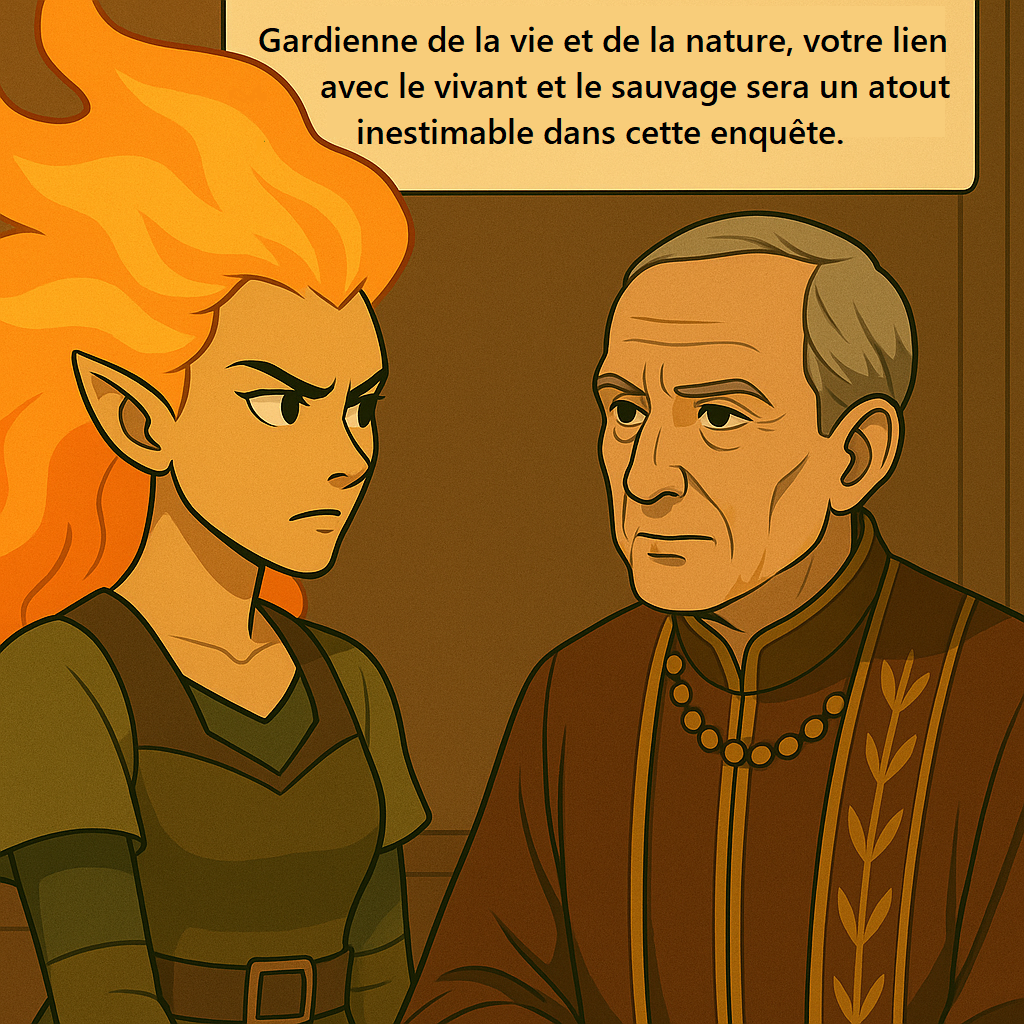 Gardienne de la vie et de la nature, votre lien
avec le vivant et le sauvage sera un atout
inestimable dans cette enquête.